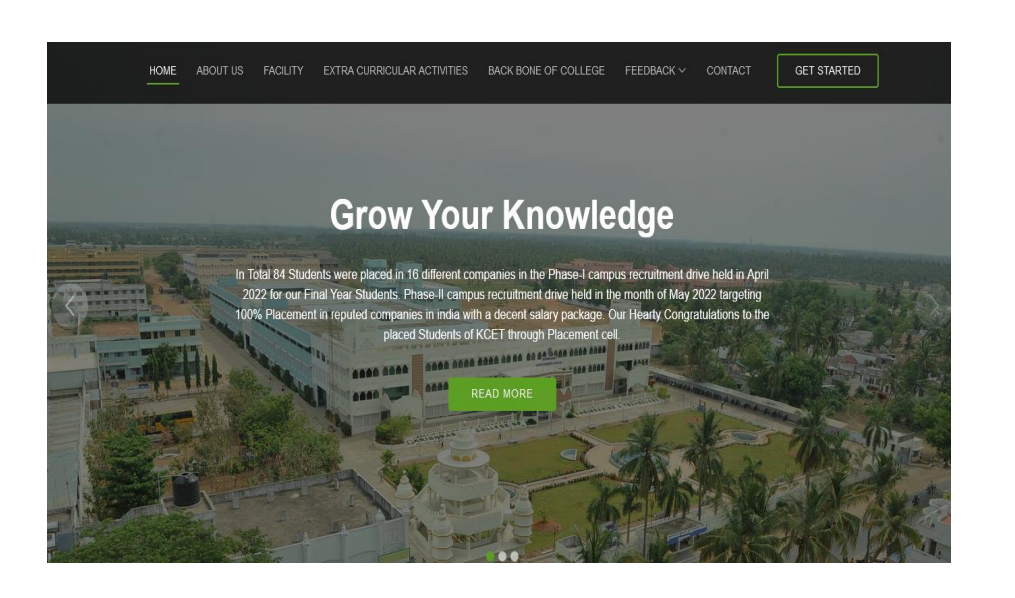 HOME ABOUT US FACILITY EXTRA CURRICULAR ACTIVITIES BACK BONE OF COLLEGE FEEDBACK CONTACT GET STARTED
Grow Your Knowledge
In Total 84 Students were placed in 16 different companies in the Phase-I campus recruitment drive held in April
2022 for our Final Year Students. Phase-II campus recruitment drive held in the month of May 2022 targeting
100% Placement in reputed companies in india with a decent salary package. Our Hearty Congratulations to the
placed Students of KCET through Placement cell.
READ MORE